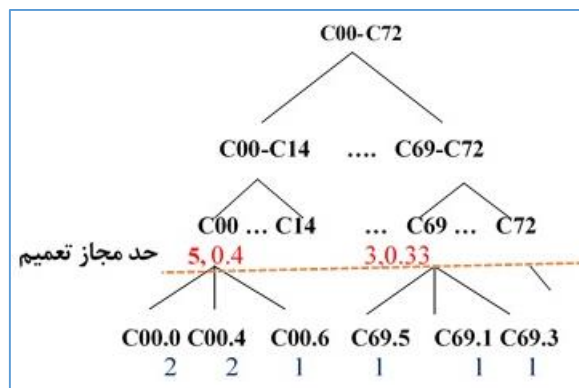 C00-C72
C00-C14 .... C69-C72
C00 ... C14 ... C69 ... C72
حد مجاز تعمیم 5, 0.4 3,0.33
C00.0 C00.4 C00.6 C69.5 C69.1 C69.3
2 2 1 1 1 1